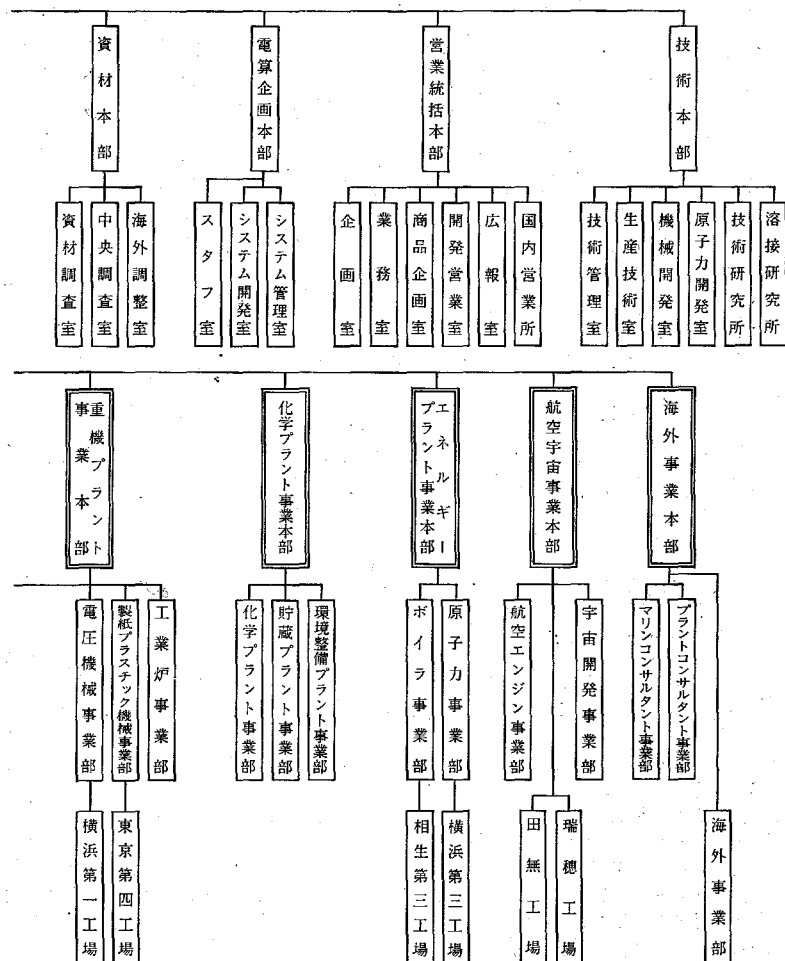 技術本部
営業統括本部
電算企画本部
資材本部
溶接研究所
技術研究所
原子力開発室
機械開発室
生産技術室
技術管理室
国内営業所
広報室
開発営業室
商品企画室
業務室
企画室
システム管理室
システム開発室
スタフ室
海外調整室
中央調査室
資材調査室
海外事業本部
航空宇宙事業本部
エネルギー
プラント事業本部
化学プラント事業本部
重機プラント
事業本部
プラントコンサルタント事業部
マリンコンサルタント事業部
宇宙開発事業部
航空エンジン事業部
原子力事業部
ボイラ事業部
環境整備プラント事業部
貯蔵プラント事業部
化学プラント事業部
工業炉事業部
製紙プラスチック機械事業部
電圧機械事業部
海外事業部
瑞穂工場
田無工場
横浜第三工場
相生第三工場
東京第四工場
横浜第一工場